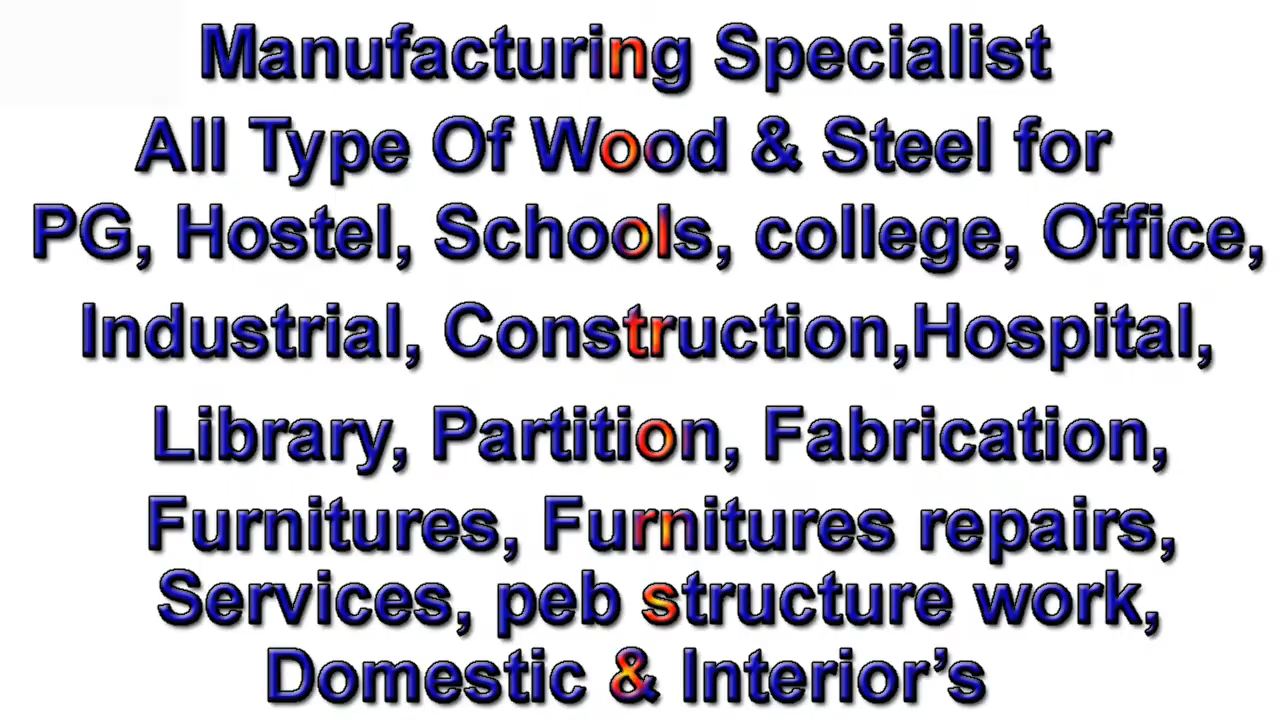 Manufacturing Specialist
All Type Of Wood & Steel for
PG, Hostel, Schools, college, Office,
Industrial, Construction,Hospital,
Library, Partition, Fabrication,
Furnitures, Furnitures repairs,
Services, peb structure work,
Domestic & Interior’s